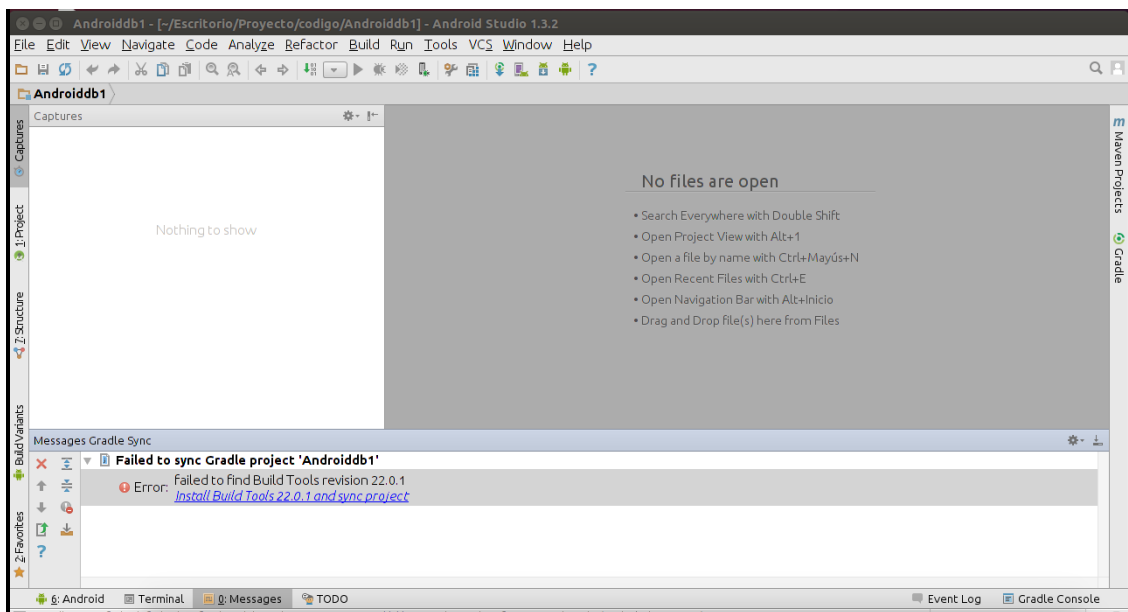 Androiddb1 - [~/Escritorio/Proyecto/codigo/Androiddb1] - Android Studio 1.3.2
File Edit View Navigate Code Analyze Refactor Build Run Tools VCS Window Help
Androiddb1
Captures
Captures
1: Project
7: Structure
Build Variants
2: Favorites
Nothing to show
No files are open
• Search Everywhere with Double Shift
• Open Project View with Alt+1
• Open a file by name with Ctrl+Mayús+N
• Open Recent Files with Ctrl+E
• Open Navigation Bar with Alt+Inicio
• Drag and Drop file(s) here from Files
Maven Projects
Gradle
Messages Gradle Sync
Failed to sync Gradle project 'Androiddb1'
Error: failed to find Build Tools revision 22.0.1
Install Build Tools 22.0.1 and sync project
6: Android Terminal 0: Messages TODO Event Log Gradle Console